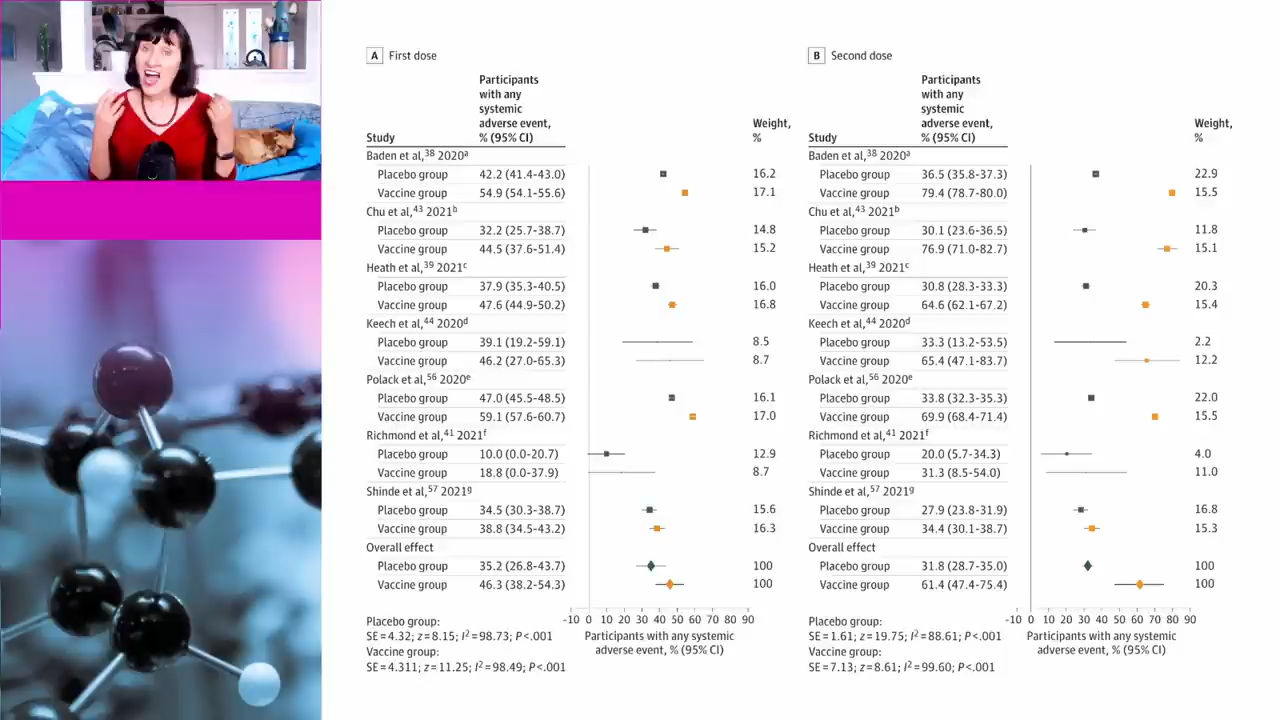 A First dose
Participants
with any
systemic
adverse event,
% (95% CI)
Study
Weight,
%
Baden et al,38 2020a
Placebo group 42.2 (41.4-43.0) 16.2
Vaccine group 54.9 (54.1-55.6) 17.1
Chu et al,43 2021b
Placebo group 32.2 (25.7-38.7) 14.8
Vaccine group 44.5 (37.6-51.4) 15.2
Heath et al,39 2021c
Placebo group 37.9 (35.3-40.5) 16.0
Vaccine group 47.6 (44.9-50.2) 16.8
Keech et al,44 2020d
Placebo group 39.1 (19.2-59.1) 8.5
Vaccine group 46.2 (27.0-65.3) 8.7
Polack et al,56 2020e
Placebo group 47.0 (45.5-48.5) 16.1
Vaccine group 59.1 (57.6-60.7) 17.0
Richmond et al,41 2021f
Placebo group 10.0 (0.0-20.7) 12.9
Vaccine group 18.8 (0.0-37.9) 8.7
Shinde et al,57 2021g
Placebo group 34.5 (30.3-38.7) 15.6
Vaccine group 38.8 (34.5-43.2) 16.3
Overall effect
Placebo group 35.2 (26.8-43.7) 100
Vaccine group 46.3 (38.2-54.3) 100
-10 0 10 20 30 40 50 60 70 80 90
Participants with any systemic
adverse event, % (95% CI)
Placebo group:
SE=4.32; z=8.15; I2=98.73; P<.001
Vaccine group:
SE=4.311; z=11.25; I2=98.49; P<.001
B Second dose
Participants
with any
systemic
adverse event,
% (95% CI)
Study
Weight,
%
Baden et al,38 2020a
Placebo group 36.5 (35.8-37.3) 22.9
Vaccine group 79.4 (78.7-80.0) 15.5
Chu et al,43 2021b
Placebo group 30.1 (23.6-36.5) 11.8
Vaccine group 76.9 (71.0-82.7) 15.1
Heath et al,39 2021c
Placebo group 30.8 (28.3-33.3) 20.3
Vaccine group 64.6 (62.1-67.2) 15.4
Keech et al,44 2020d
Placebo group 33.3 (13.2-53.5) 2.2
Vaccine group 65.4 (47.1-83.7) 12.2
Polack et al,56 2020e
Placebo group 33.8 (32.3-35.3) 22.0
Vaccine group 69.9 (68.4-71.4) 15.5
Richmond et al,41 2021f
Placebo group 20.0 (5.7-34.3) 4.0
Vaccine group 31.3 (8.5-54.0) 11.0
Shinde et al,57 2021g
Placebo group 27.9 (23.8-31.9) 16.8
Vaccine group 34.4 (30.1-38.7) 15.3
Overall effect
Placebo group 31.8 (28.7-35.0) 100
Vaccine group 61.4 (47.4-75.4) 100
-10 0 10 20 30 40 50 60 70 80 90
Participants with any systemic
adverse event, % (95% CI)
Placebo group:
SE=1.61; z=19.75; I2=88.61; P<.001
Vaccine group:
SE=7.13; z=8.61; I2=99.60; P<.001